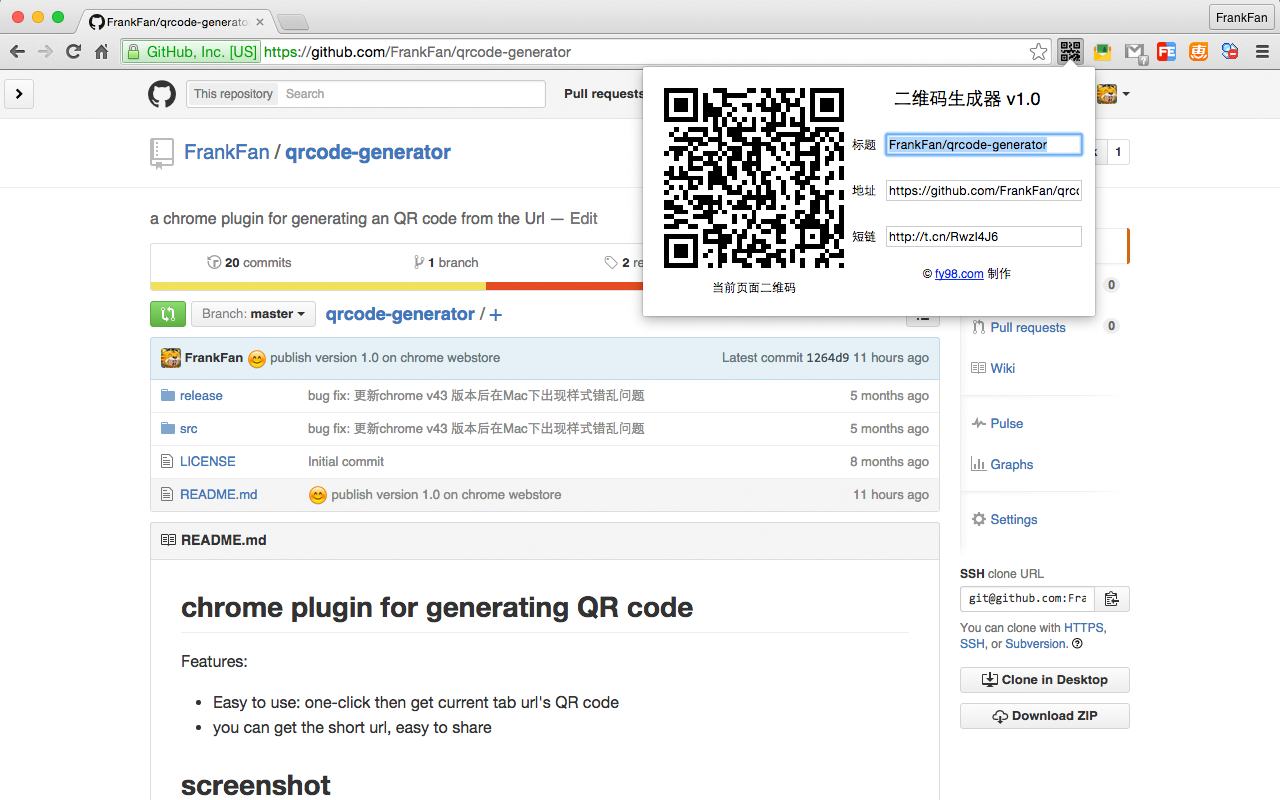 FrankFan/qrcode-generato
FrankFan
GitHub, Inc. [US] https://github.com/FrankFan/qrcode-generator
This repository Search
Pull requests
二维码生成器 v1.0
标题 FrankFan/qrcode-generator
地址 https://github.com/FrankFan/qrc
短链 http://t.cn/RwzI4J6
© fy98.com 制作
当前页面二维码
FrankFan / qrcode-generator
1
a chrome plugin for generating an QR code from the Url — Edit
20 commits
1 branch
2 re
0
Branch: master
qrcode-generator / +
Pull requests 0
FrankFan publish version 1.0 on chrome webstore
Latest commit 1264d9 11 hours ago
release bug fix: 更新chrome v43 版本后在Mac下出现样式错乱问题 5 months ago
src bug fix: 更新chrome v43 版本后在Mac下出现样式错乱问题 5 months ago
LICENSE Initial commit 8 months ago
README.md publish version 1.0 on chrome webstore 11 hours ago
Wiki
Pulse
Graphs
Settings
README.md
chrome plugin for generating QR code
Features:
Easy to use: one-click then get current tab url's QR code
you can get the short url, easy to share
screenshot
SSH clone URL
git@github.com:Fra
You can clone with HTTPS,
SSH, or Subversion.
Clone in Desktop
Download ZIP